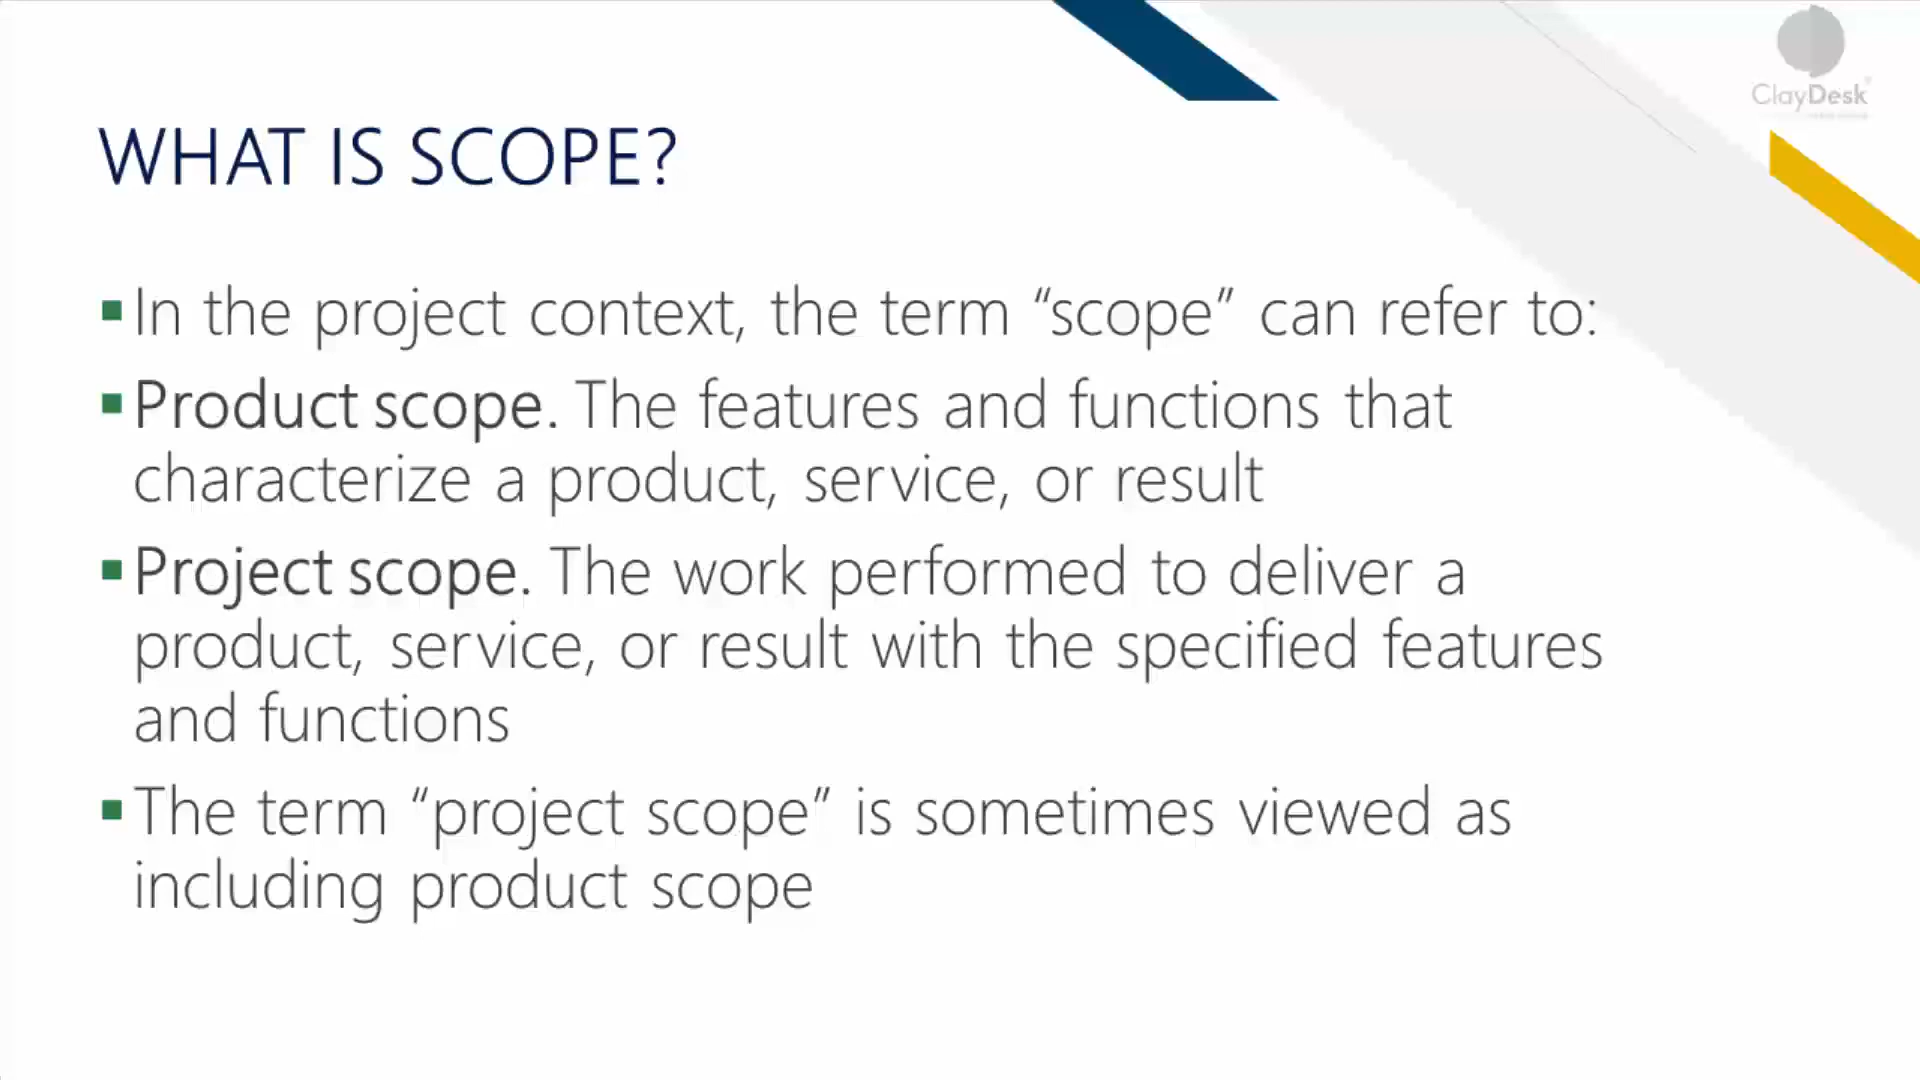 ClayDesk
WHAT IS SCOPE?
▪In the project context, the term “scope” can refer to:
▪Product scope. The features and functions that
characterize a product, service, or result
▪Project scope. The work performed to deliver a
product, service, or result with the specified features
and functions
▪The term “project scope” is sometimes viewed as
including product scope